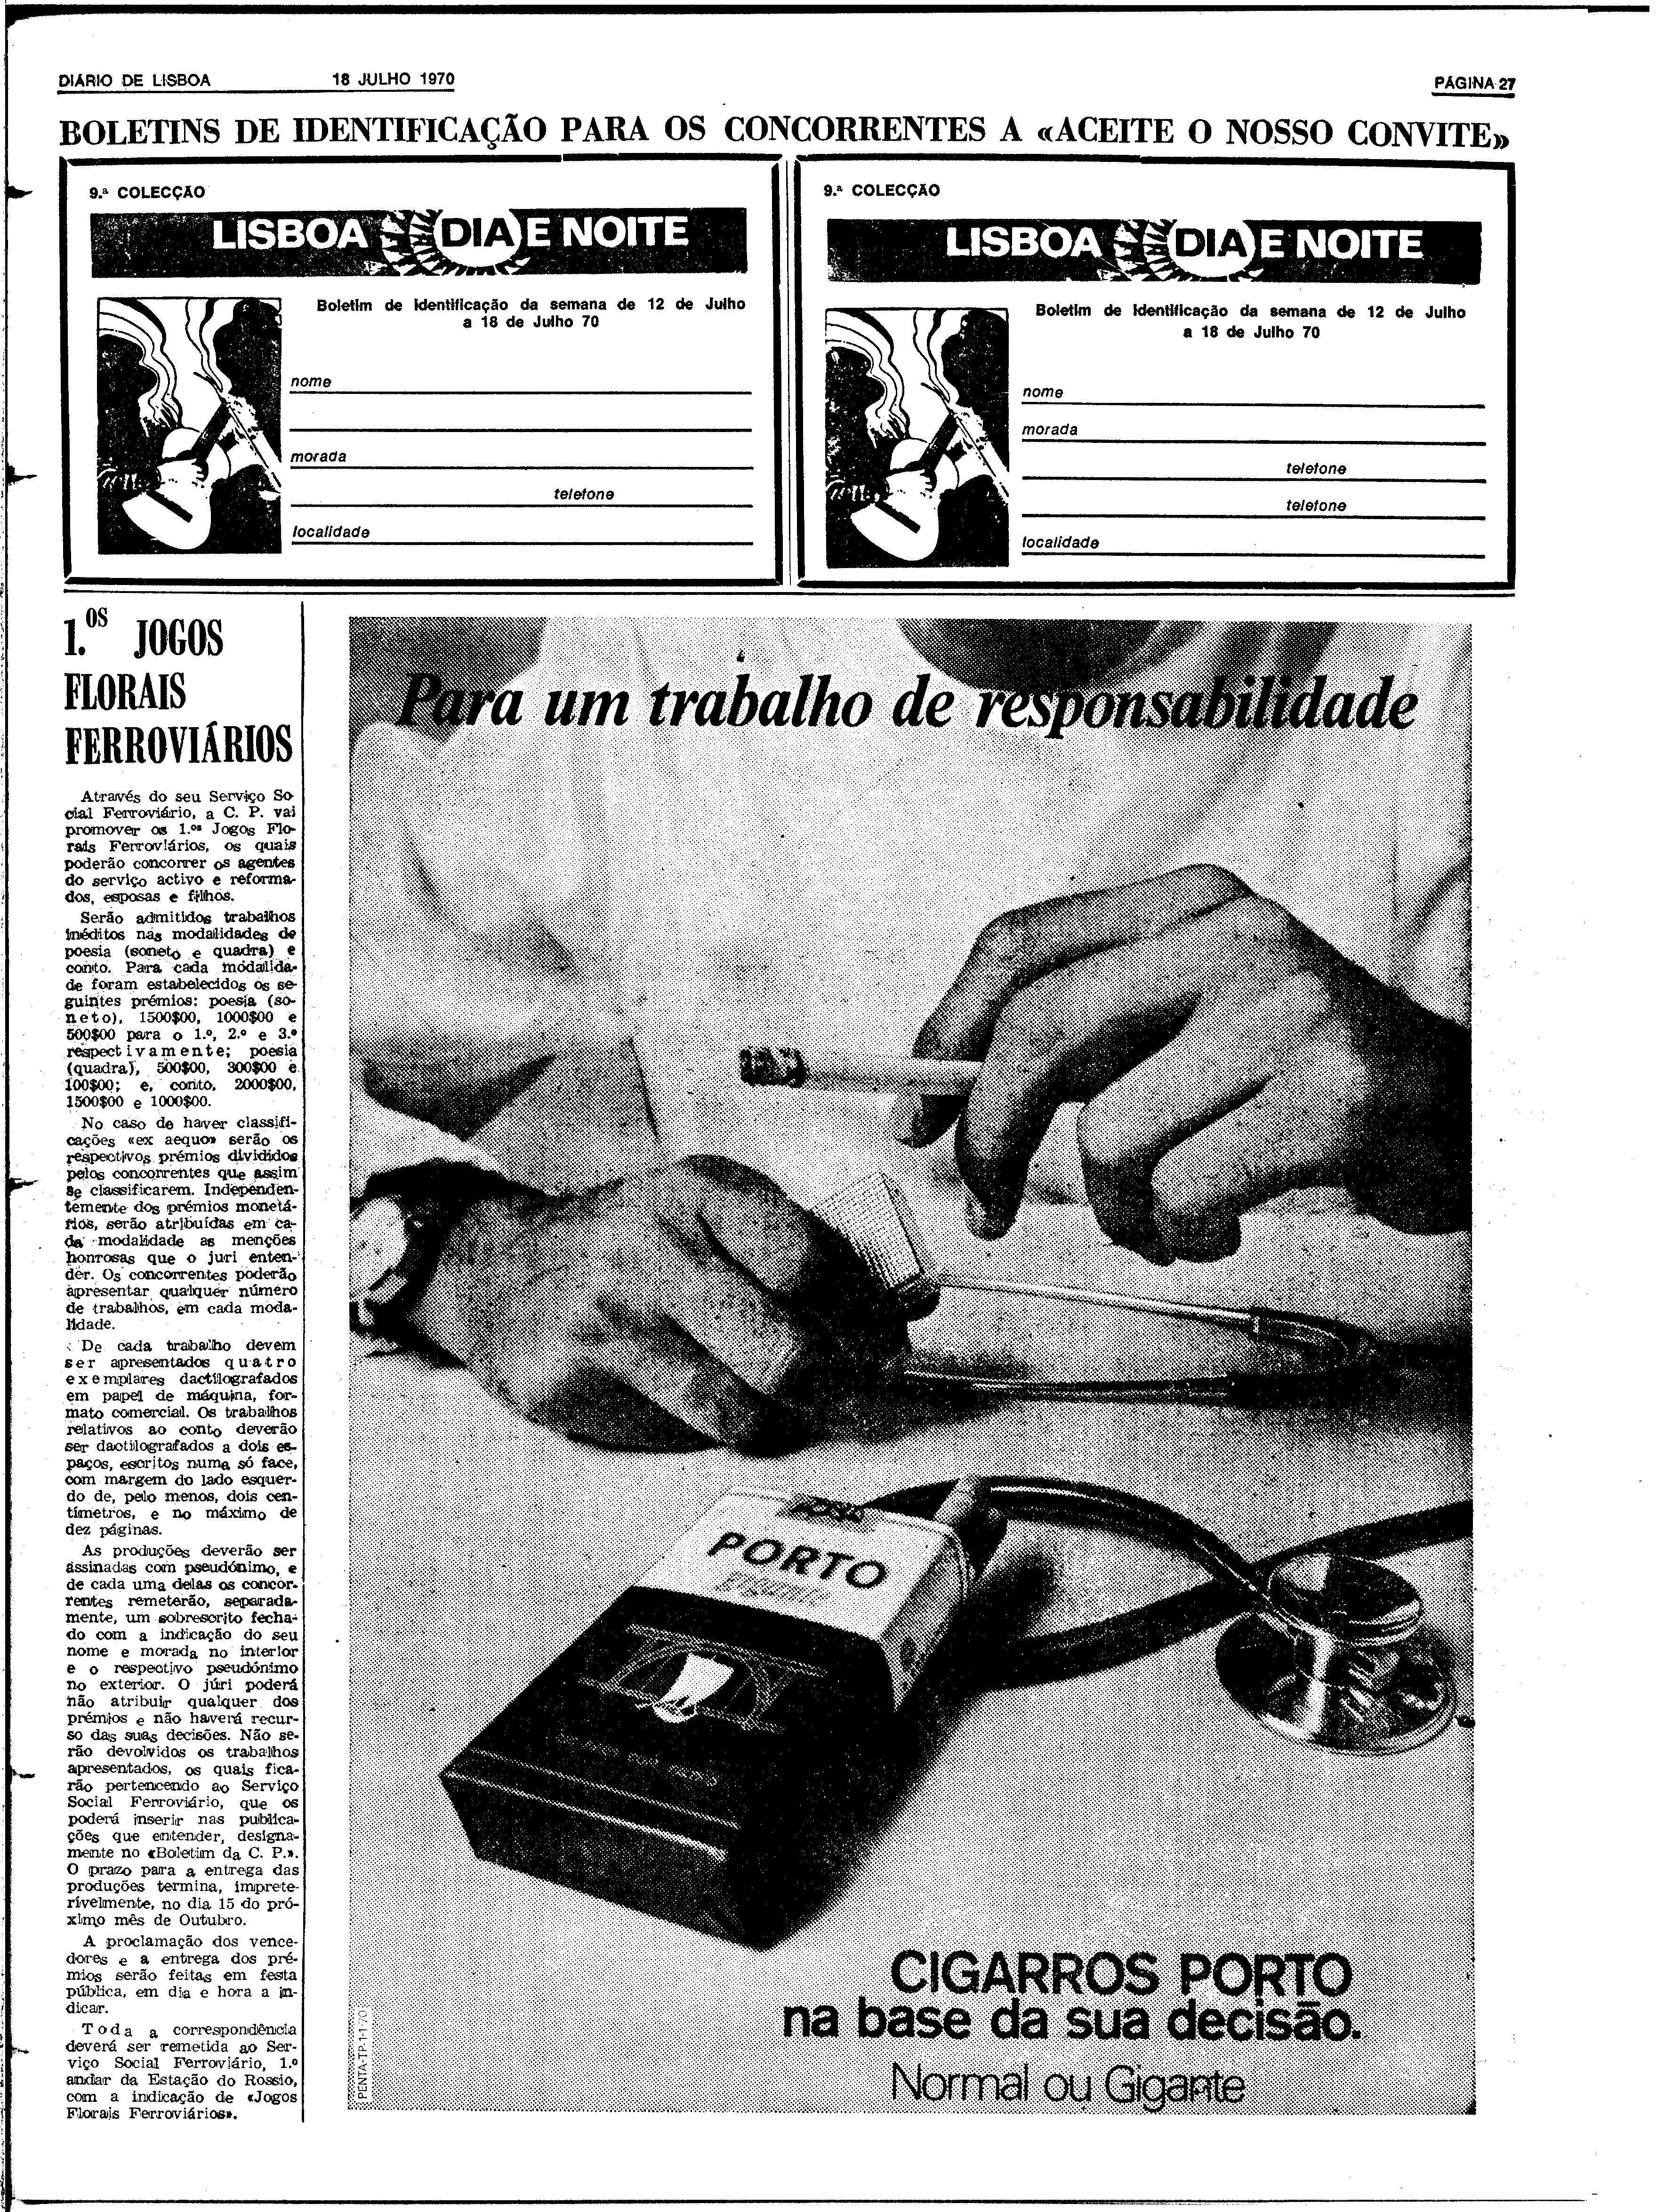 DIÁRIO DE LISBOA 18 JULHO 1970 PÁGINA 27
BOLETINS DE IDENTIFICAÇÃO PARA OS CONCORRENTES A «ACEITE O NOSSO CONVITE»
9.ª COLECÇÃO
LISBOA DIA E NOITE
Boletim de identificação da semana de 12 de Julho
a 18 de Julho 70
nome
morada
telefone
localidade
9.ª COLECÇÃO
LISBOA DIA E NOITE
Boletim de identificação da semana de 12 de Julho
a 18 de Julho 70
nome
morada
telefone
telefone
localidade
1.OS JOGOS
FLORAIS
FERROVIÁRIOS
Através do seu Serviço So-
cial Ferroviário, a C. P. vai
promover os 1.os Jogos Flo-
rais Ferroviários, os quais
poderão concorrer os agentes
do serviço activo e reforma-
dos, esposas e filhos.
Serão admitidos trabalhos
inéditos nas modalidades de
poesia (soneto e quadra) e
conto. Para cada modalida-
de foram estabelecidos os se-
guintes prémios: poesia (so-
neto), 1500$00, 1000$00 e
500$00 para o 1.º, 2.º e 3.º
respectivamente; poesia
(quadra), 500$00, 300$00 e
100$00; e, conto, 2000$00,
1500$00 e 1000$00.
No caso de haver classifi-
cações «ex aequo» serão os
respectivos prémios divididos
pelos concorrentes que assim
se classificarem. Independen-
temente dos prémios monetá-
rios, serão atribuídas em ca-
da modalidade as menções
honrosas que o juri enten-
der. Os concorrentes poderão
apresentar qualquer número
de trabalhos, em cada moda-
lidade.
De cada trabalho devem
ser apresentados quatro
exemplares dactilografados
em papel de máquina, for-
mato comercial. Os trabalhos
relativos ao conto deverão
ser dactilografados a dois es-
paços, escritos numa só face,
com margem do lado esquer-
do de, pelo menos, dois cen-
tímetros, e no máximo de
dez páginas.
As produções deverão ser
assinadas com pseudónimo, e
de cada uma delas os concor-
rentes remeterão, separada-
mente, um sobrescrito fecha-
do com a indicação do seu
nome e morada no interior
e o respectivo pseudónimo
no exterior. O júri poderá
não atribuir qualquer dos
prémios e não haverá recur-
so das suas decisões. Não se-
rão devolvidos os trabalhos
apresentados, os quais fica-
rão pertencendo ao Serviço
Social Ferroviário, que os
poderá inserir nas publica-
ções que entender, designa-
mente no «Boletim da C. P.».
O prazo para a entrega das
produções termina, imprete-
rivelmente, no dia 15 do pró-
ximo mês de Outubro.
A proclamação dos vence-
dores e a entrega dos pré-
mios serão feitas em festa
pública, em dia e hora a in-
dicar.
Toda a correspondência
deverá ser remetida ao Ser-
viço Social Ferroviário, 1.º
andar da Estação do Rossio,
com a indicação de «Jogos
Florais Ferroviários».
Para um trabalho de responsabilidade
PORTO
CIGARROS PORTO
na base da sua decisão.
Normal ou Gigante
PENTA-TP-1-1-70